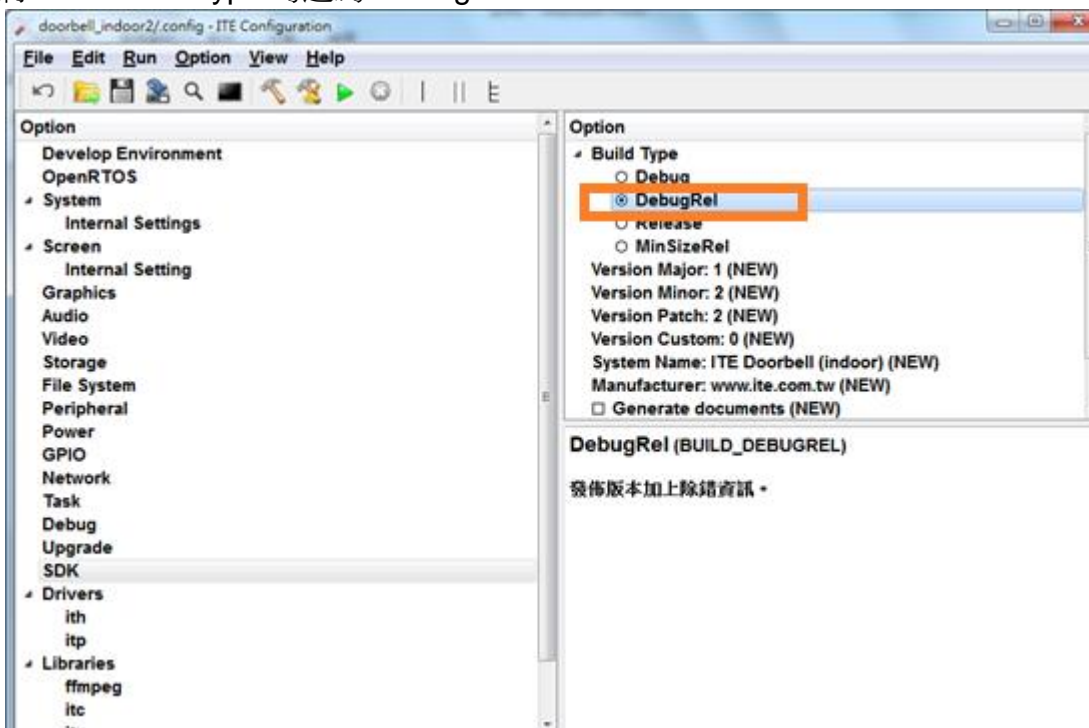 doorbell_indoor2/.config - ITE Configuration
File Edit Run Option View Help
Option
Develop Environment
OpenRTOS
System
Internal Settings
Screen
Internal Setting
Graphics
Audio
Video
Storage
File System
Peripheral
Power
GPIO
Network
Task
Debug
Upgrade
SDK
Drivers
ith
itp
Libraries
ffmpeg
itc
Option
Build Type
Debug
DebugRel
Release
MinSizeRel
Version Major: 1 (NEW)
Version Minor: 2 (NEW)
Version Patch: 2 (NEW)
Version Custom: 0 (NEW)
System Name: ITE Doorbell (indoor) (NEW)
Manufacturer: www.ite.com.tw (NEW)
Generate documents (NEW)
DebugRel (BUILD_DEBUGREL)
發佈版本加上除錯資訊。